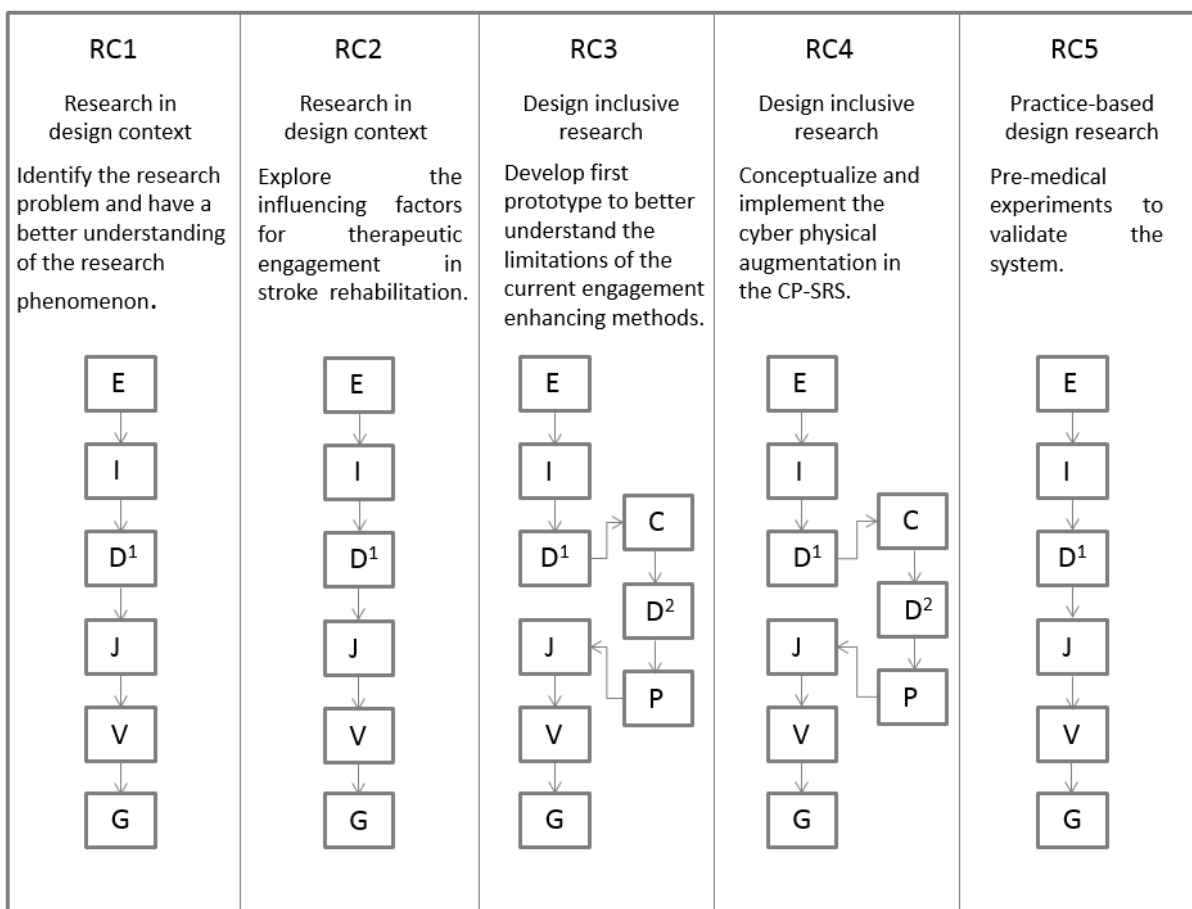 RC1
Research in
design context
Identify the research
problem and have a
better understanding
of the research
phenomenon.
E
I
D¹
J
V
G
RC2
Research in
design context
Explore the
influencing factors
for therapeutic
engagement in
stroke rehabilitation.
E
I
D¹
J
V
G
RC3
Design inclusive
research
Develop first
prototype to better
understand the
limitations of the
current engagement
enhancing methods.
E
I
D¹
C
D²
P
J
V
G
RC4
Design inclusive
research
Conceptualize and
implement the
cyber physical
augmentation in
the CP-SRS.
E
I
D¹
C
D²
P
J
V
G
RC5
Practice-based
design research
Pre-medical
experiments to
validate the
system.
E
I
D¹
J
V
G